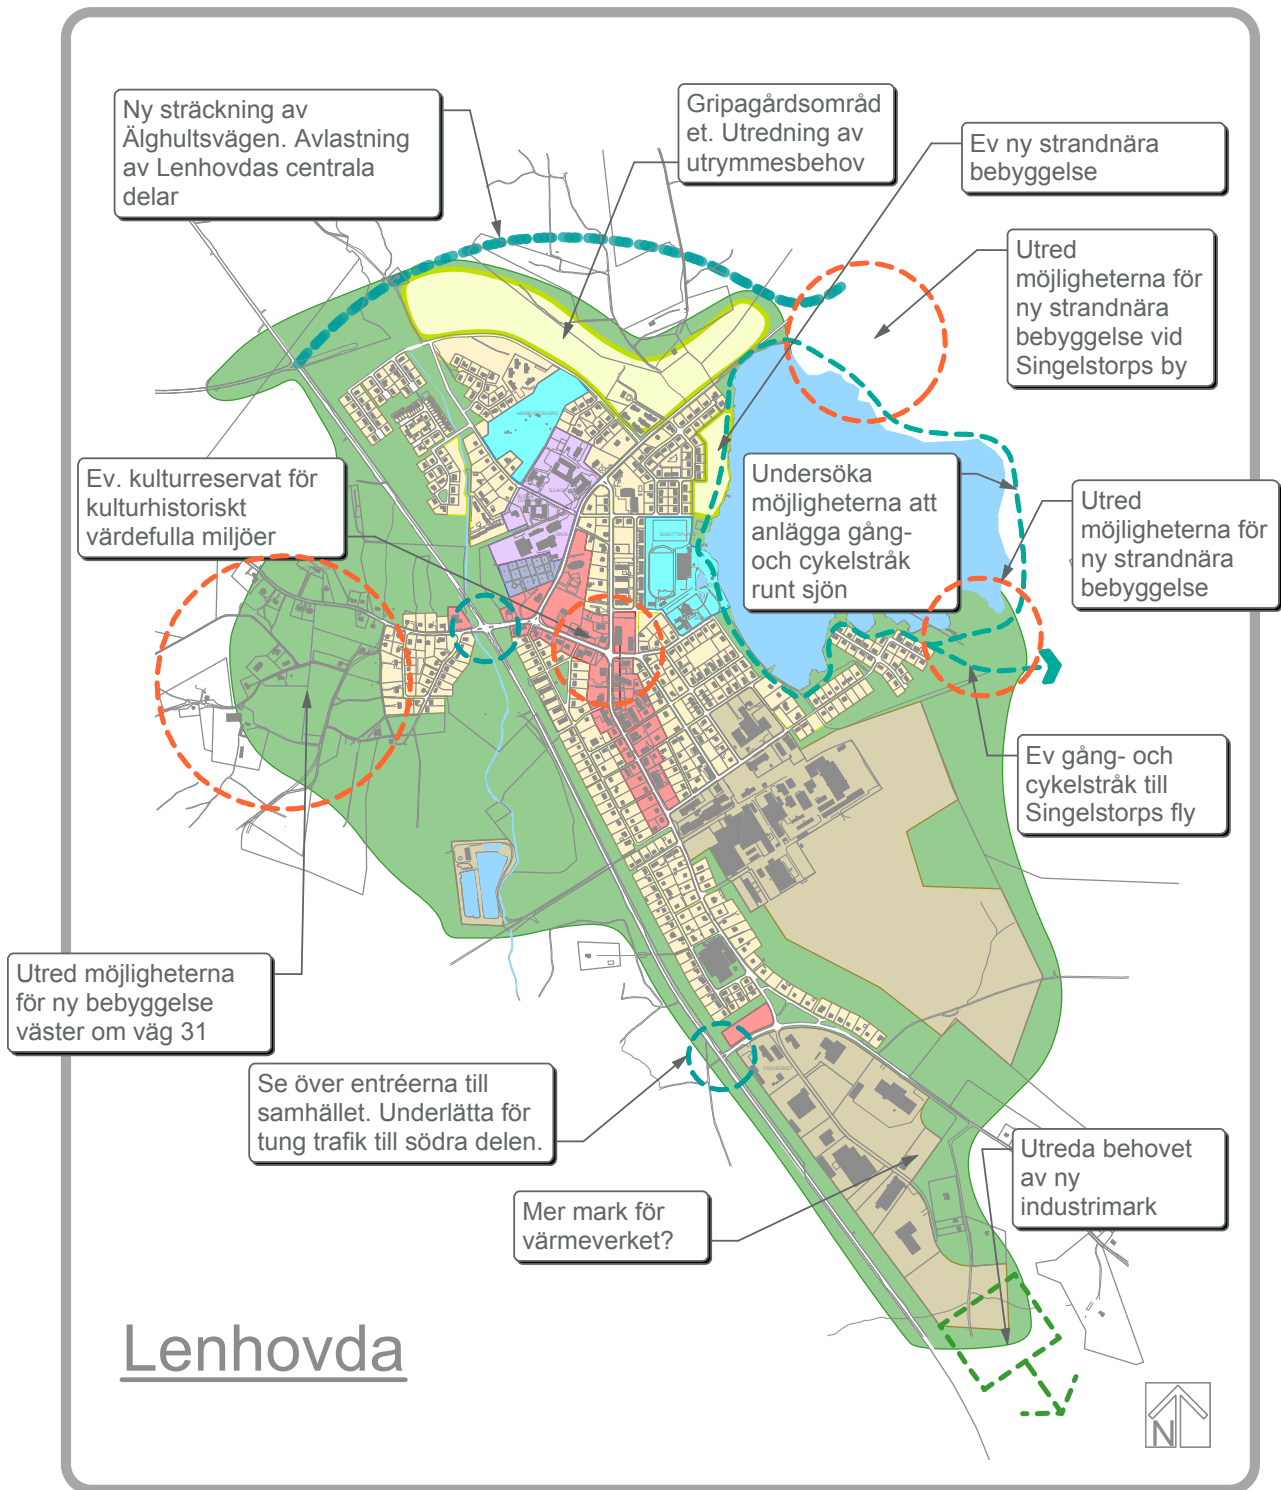 Ny sträckning av
Älghultsvägen. Avlastning
av Lenhovdas centrala
delar
Gripagårdsområd
et. Utredning av
utrymmesbehov
Ev ny strandnära
bebyggelse
Utred
möjligheterna för
ny strandnära
bebyggelse vid
Singelstorps by
Ev. kulturreservat för
kulturhistoriskt
värdefulla miljöer
Undersöka
möjligheterna att
anlägga gång-
och cykelstråk
runt sjön
Utred
möjligheterna för
ny strandnära
bebyggelse
Ev gång- och
cykelstråk till
Singelstorps fly
Utred möjligheterna
för ny bebyggelse
väster om väg 31
Se över entréerna till
samhället. Underlätta för
tung trafik till södra delen.
Utreda behovet
av ny
industrimark
Mer mark för
värmeverket?
Lenhovda
N